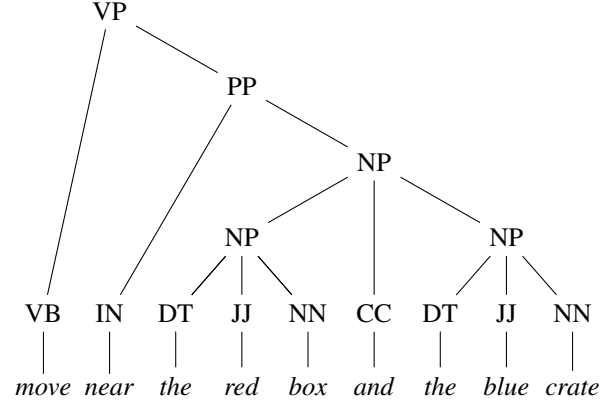 VP
PP
NP
NP NP
VB IN DT JJ NN CC DT JJ NN
move near the red box and the blue crate